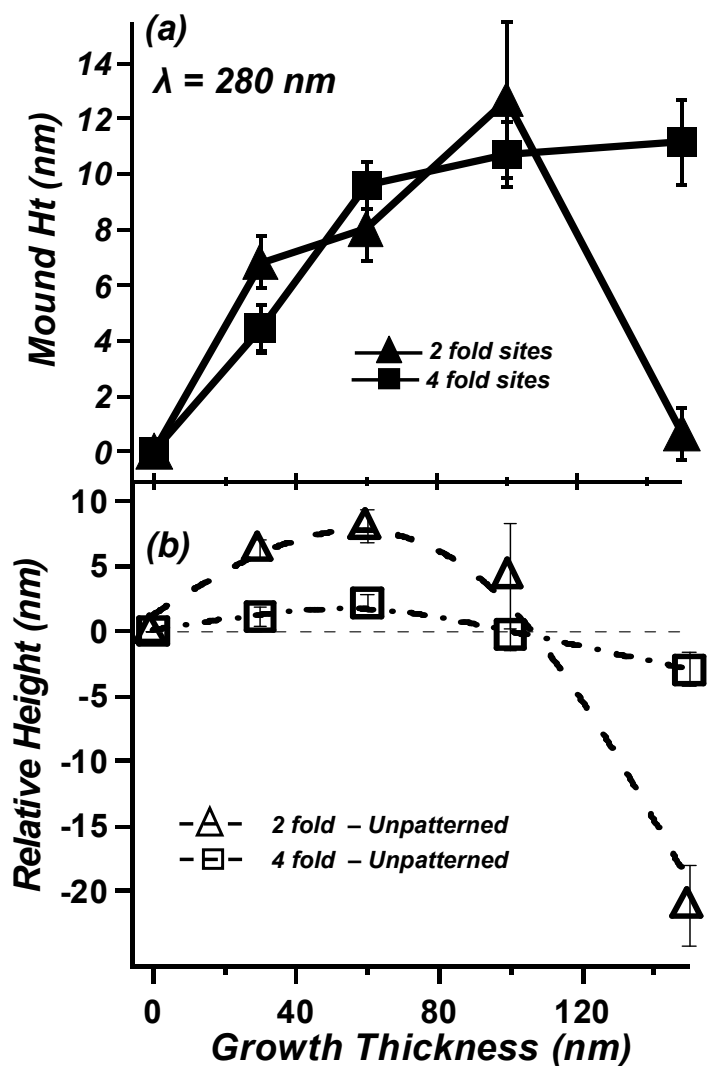 (a)
λ = 280 nm
Mound Ht (nm)
14
12
10
8
6
4
2
0
2 fold sites
4 fold sites
(b)
Relative Height (nm)
10
5
0
-5
-10
-15
-20
2 fold – Unpatterned
4 fold – Unpatterned
0 40 80 120
Growth Thickness (nm)